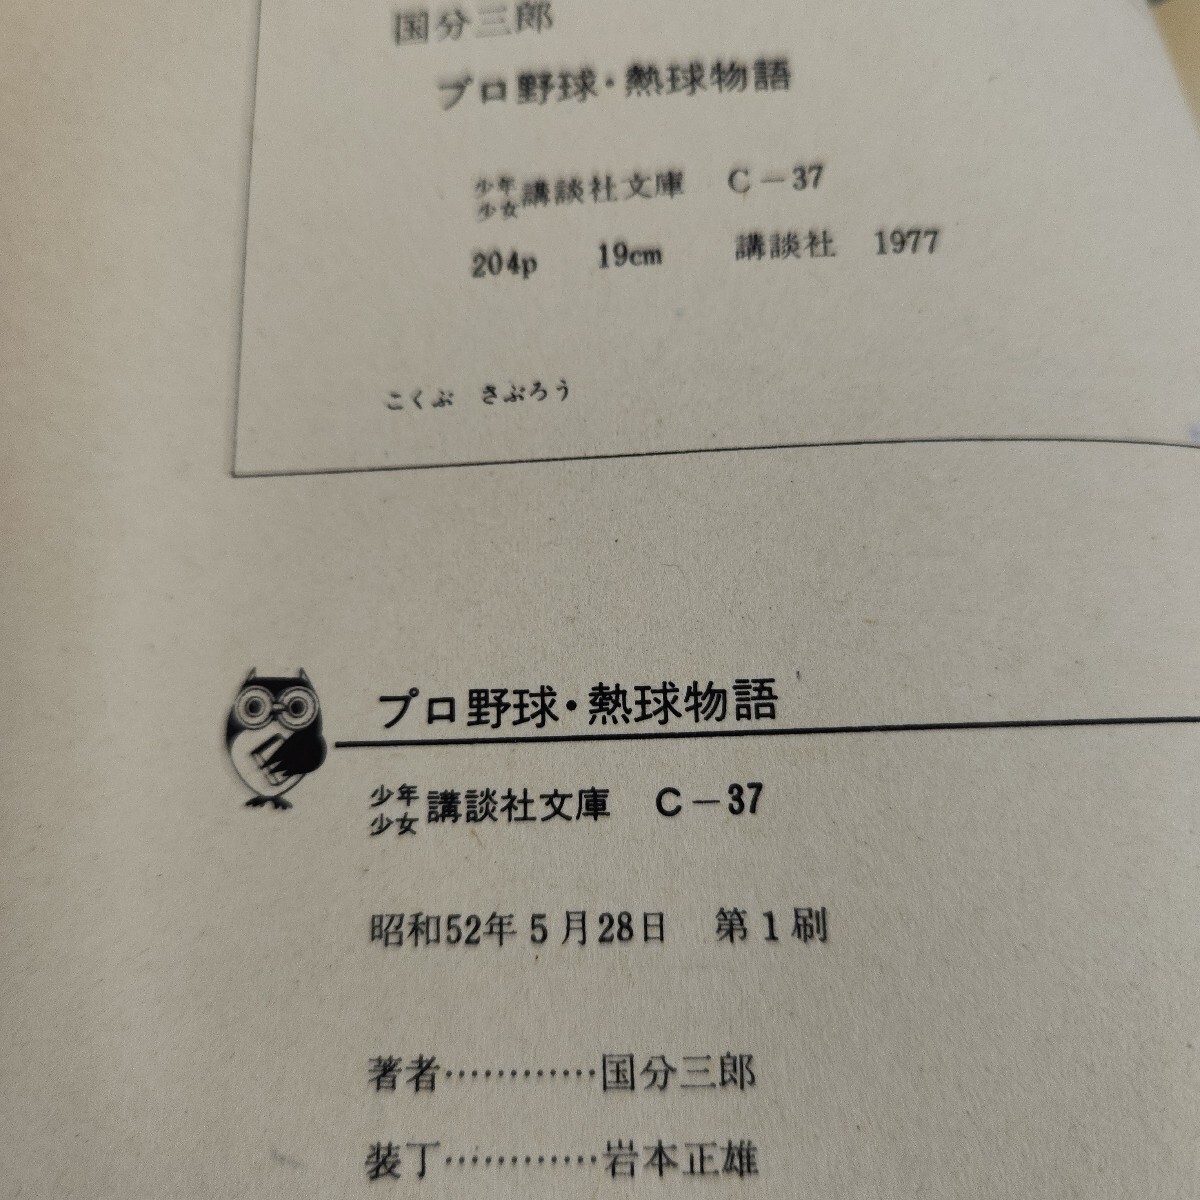 国分三郎
プロ野球・熱球物語
少年少女講談社文庫 C-37
204p 19cm 講談社 1977
こくぶ さぶろう
プロ野球・熱球物語
少年少女講談社文庫 C-37
昭和52年5月28日 第1刷
著者…………国分三郎
装丁…………岩本正雄